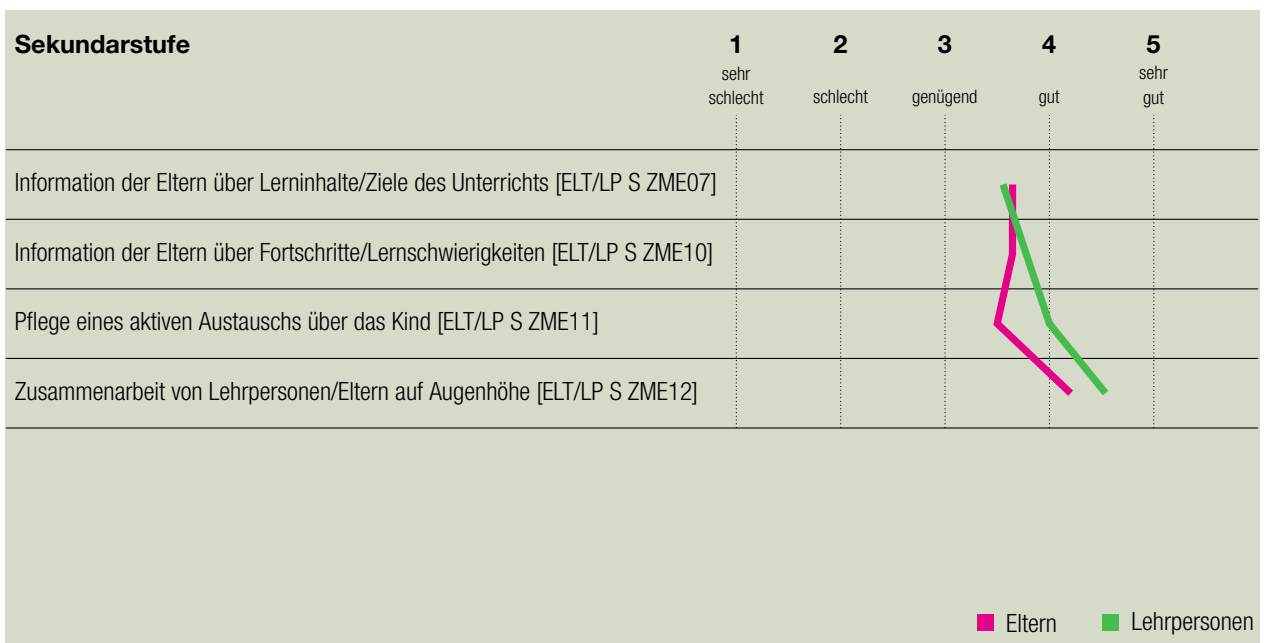 Sekundarstufe 1 2 3 4 5
sehr schlecht schlecht genügend gut sehr gut
Information der Eltern über Lerninhalte/Ziele des Unterrichts [ELT/LP S ZME07]
Information der Eltern über Fortschritte/Lernschwierigkeiten [ELT/LP S ZME10]
Pflege eines aktiven Austauschs über das Kind [ELT/LP S ZME11]
Zusammenarbeit von Lehrpersonen/Eltern auf Augenhöhe [ELT/LP S ZME12]
Eltern Lehrpersonen